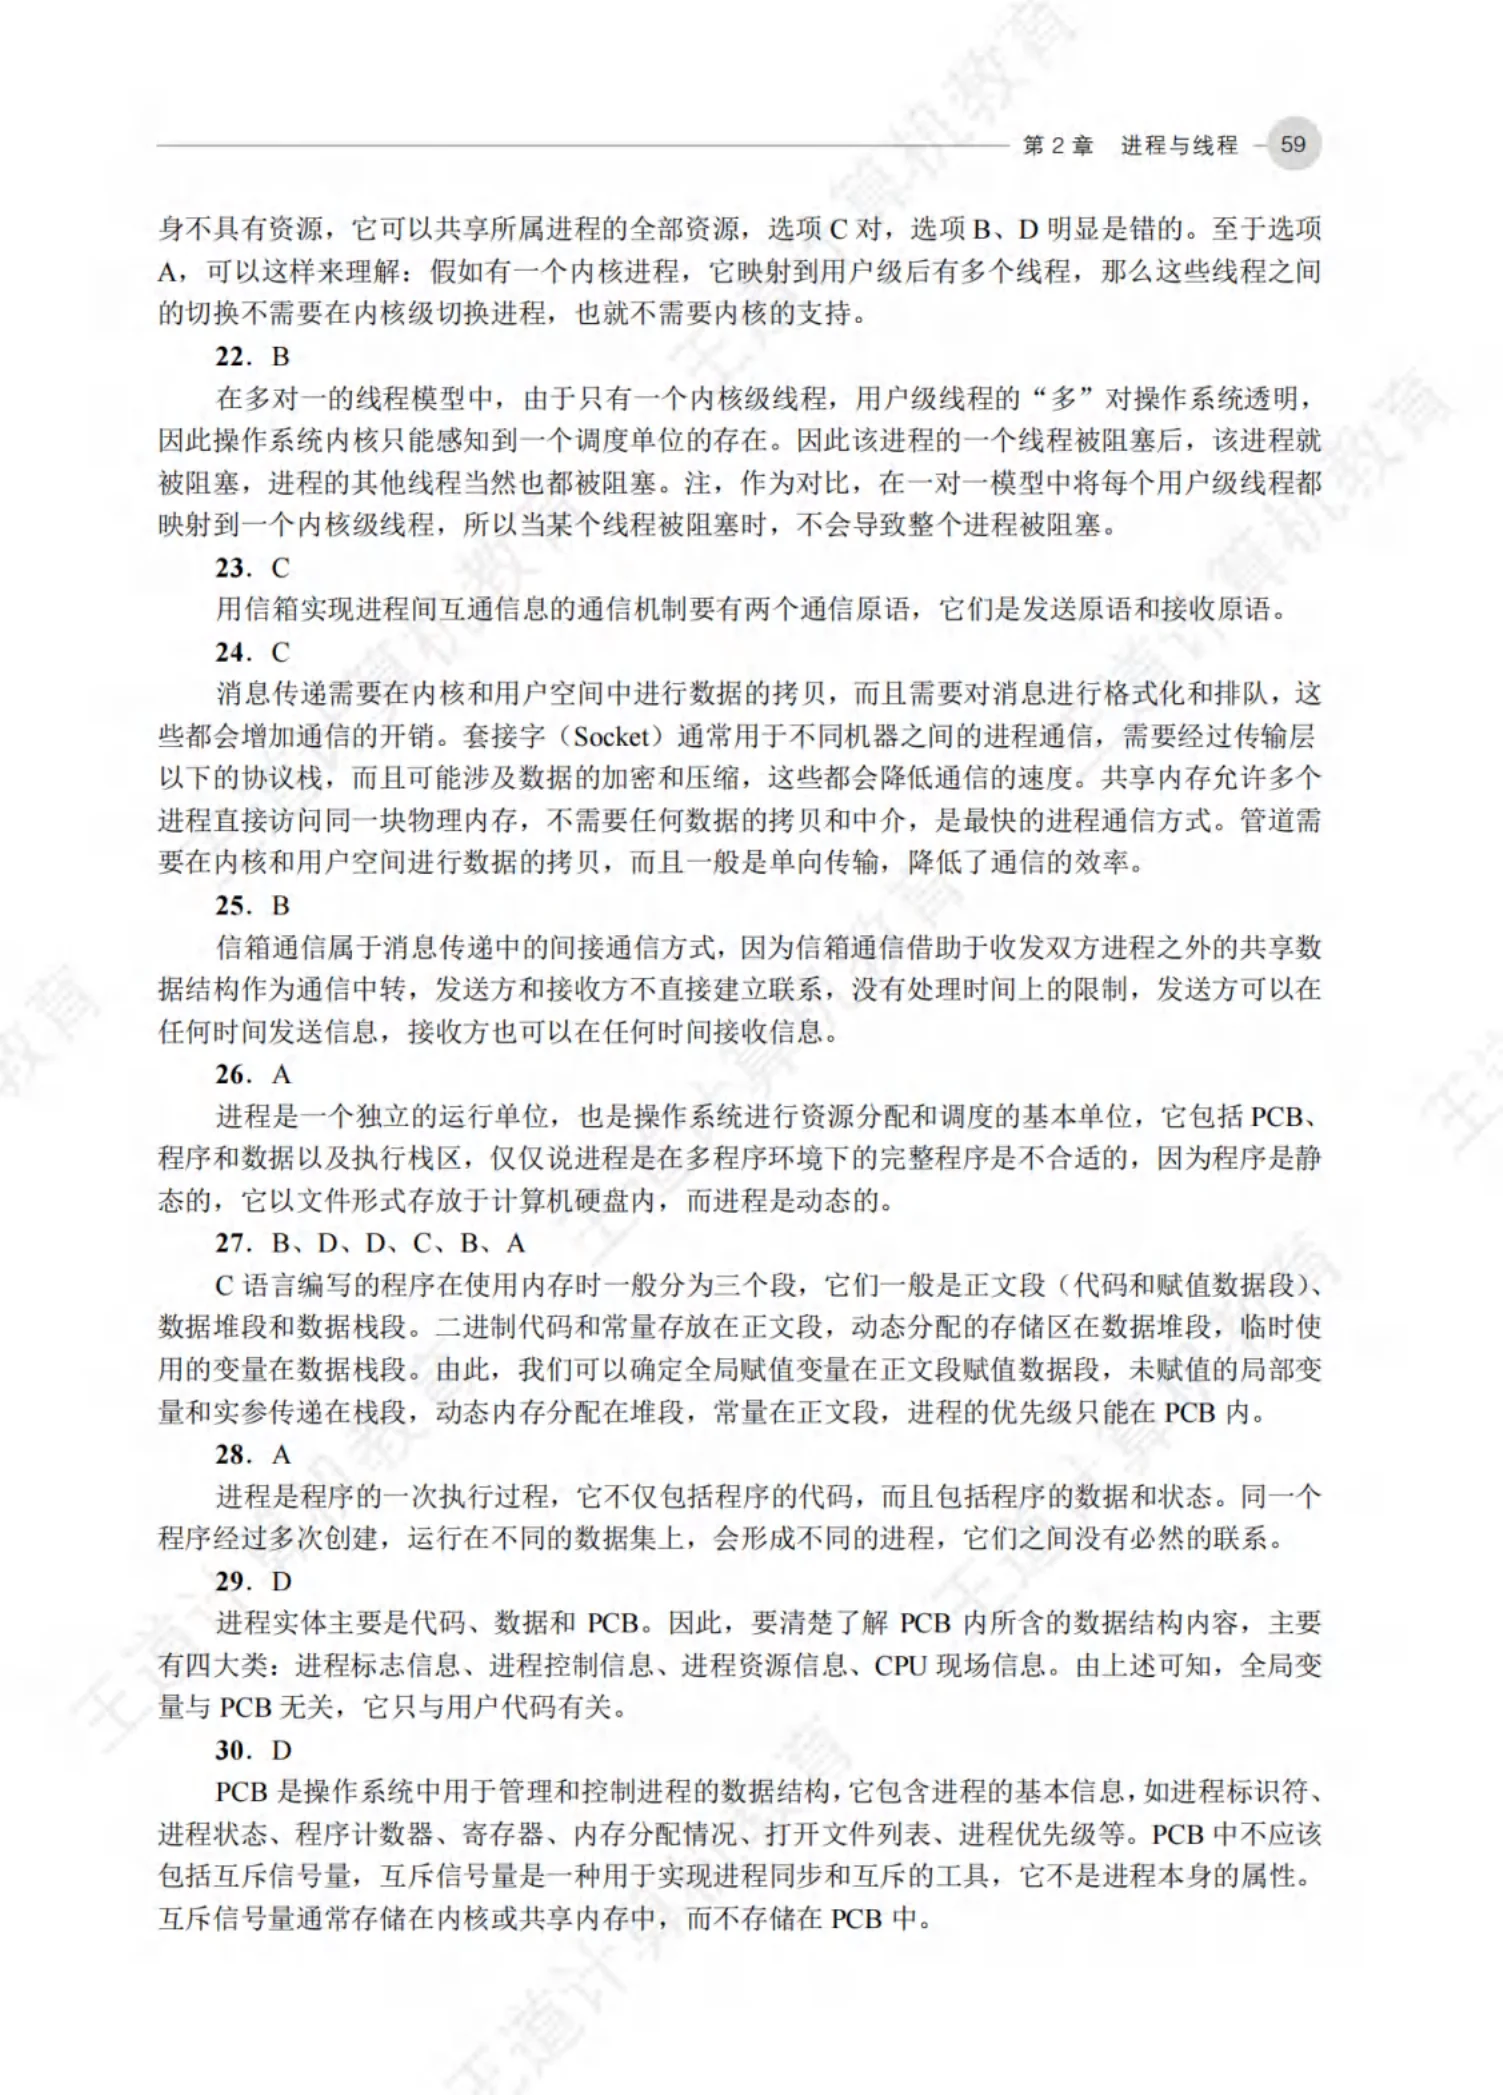 第 2 章 进程与线程 59
身不具有资源，它可以共享所属进程的全部资源，选项 C 对，选项 B、D 明显是错的。至于选项
A，可以这样来理解：假如有一个内核进程，它映射到用户级后有多个线程，那么这些线程之间
的切换不需要在内核级切换进程，也就不需要内核的支持。
22．B
在多对一的线程模型中，由于只有一个内核级线程，用户级线程的“多”对操作系统透明，
因此操作系统内核只能感知到一个调度单位的存在。因此该进程的一个线程被阻塞后，该进程就
被阻塞，进程的其他线程当然也都被阻塞。注，作为对比，在一对一模型中将每个用户级线程都
映射到一个内核级线程，所以当某个线程被阻塞时，不会导致整个进程被阻塞。
23．C
用信箱实现进程间互通信息的通信机制要有两个通信原语，它们是发送原语和接收原语。
24．C
消息传递需要在内核和用户空间中进行数据的拷贝，而且需要对消息进行格式化和排队，这
些都会增加通信的开销。套接字（Socket）通常用于不同机器之间的进程通信，需要经过传输层
以下的协议栈，而且可能涉及数据的加密和压缩，这些都会降低通信的速度。共享内存允许多个
进程直接访问同一块物理内存，不需要任何数据的拷贝和中介，是最快的进程通信方式。管道需
要在内核和用户空间进行数据的拷贝，而且一般是单向传输，降低了通信的效率。
25．B
信箱通信属于消息传递中的间接通信方式，因为信箱通信借助于收发双方进程之外的共享数
据结构作为通信中转，发送方和接收方不直接建立联系，没有处理时间上的限制，发送方可以在
任何时间发送信息，接收方也可以在任何时间接收信息。
26．A
进程是一个独立的运行单位，也是操作系统进行资源分配和调度的基本单位，它包括 PCB、
程序和数据以及执行栈区，仅仅说进程是在多程序环境下的完整程序是不合适的，因为程序是静
态的，它以文件形式存放于计算机硬盘内，而进程是动态的。
27．B、D、D、C、B、A
C 语言编写的程序在使用内存时一般分为三个段，它们一般是正文段（代码和赋值数据段）、
数据堆段和数据栈段。二进制代码和常量存放在正文段，动态分配的存储区在数据堆段，临时使
用的变量在数据栈段。由此，我们可以确定全局赋值变量在正文段赋值数据段，未赋值的局部变
量和实参传递在栈段，动态内存分配在堆段，常量在正文段，进程的优先级只能在 PCB 内。
28．A
进程是程序的一次执行过程，它不仅包括程序的代码，而且包括程序的数据和状态。同一个
程序经过多次创建，运行在不同的数据集上，会形成不同的进程，它们之间没有必然的联系。
29．D
进程实体主要是代码、数据和 PCB。因此，要清楚了解 PCB 内所含的数据结构内容，主要
有四大类：进程标志信息、进程控制信息、进程资源信息、CPU 现场信息。由上述可知，全局变
量与 PCB 无关，它只与用户代码有关。
30．D
PCB 是操作系统中用于管理和控制进程的数据结构，它包含进程的基本信息，如进程标识符、
进程状态、程序计数器、寄存器、内存分配情况、打开文件列表、进程优先级等。PCB 中不应该
包括互斥信号量，互斥信号量是一种用于实现进程同步和互斥的工具，它不是进程本身的属性。
互斥信号量通常存储在内核或共享内存中，而不存储在 PCB 中。
王道计算机教育
王道计算机教育
王道计算机教育
王道计算机教育
王道计算机教育
王道计算机教育
王道计算机教育
教育
王道